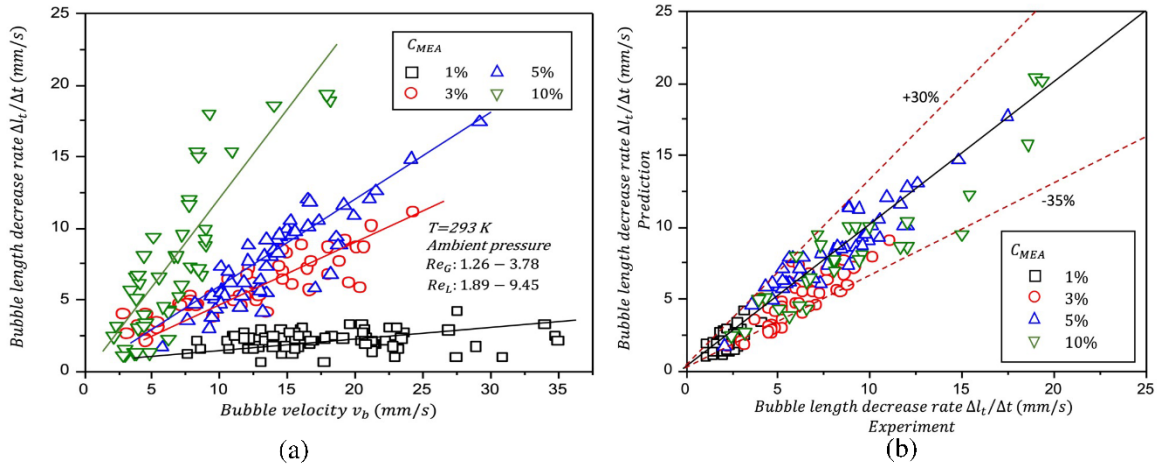 (a)
Bubble length decrease rate Δl_t/Δt (mm/s)
25
20
15
10
5
0
C_MEA
1% 5%
3% 10%
T=293 K
Ambient pressure
Re_G: 1.26 − 3.78
Re_L: 1.89 − 9.45
0 5 10 15 20 25 30 35
Bubble velocity v_b (mm/s)
(a)
(b)
Bubble length decrease rate Δl_t/Δt (mm/s)
Prediction
25
20
15
10
5
0
+30%
-35%
C_MEA
1%
3%
5%
10%
0 5 10 15 20 25
Bubble length decrease rate Δl_t/Δt (mm/s)
Experiment
(b)